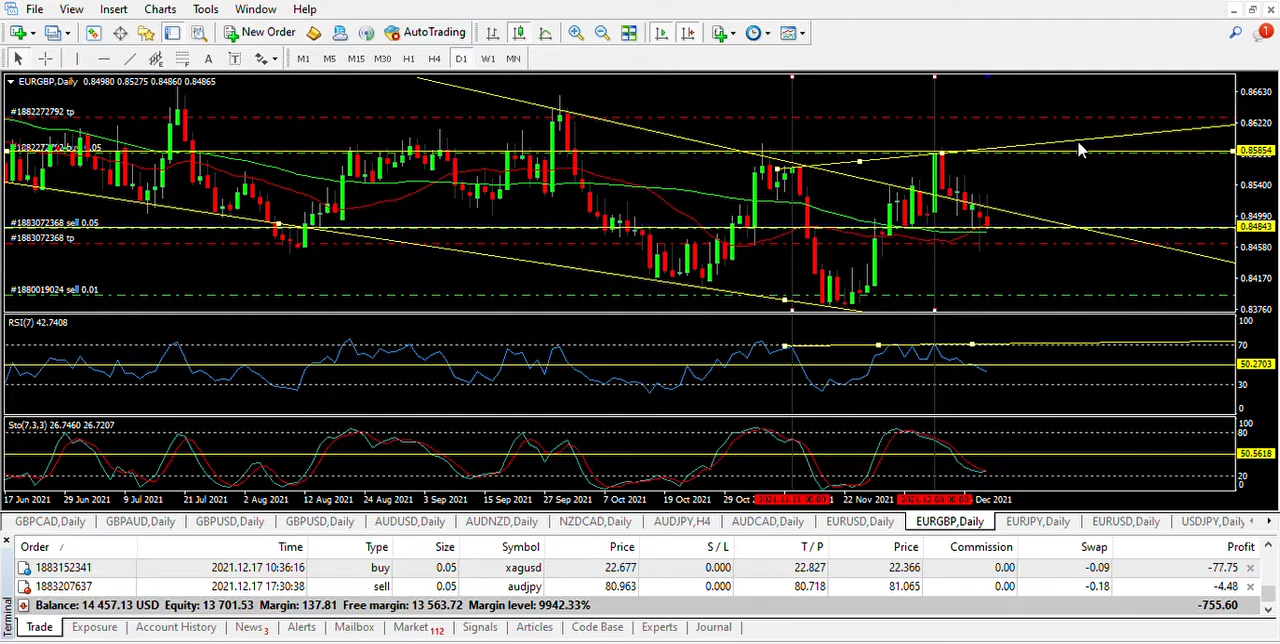 File View Insert Charts Tools Window Help
New Order AutoTrading 1
A T M1 M5 M15 M30 H1 H4 D1 W1 MN
EURGBP,Daily 0.84980 0.85275 0.84860 0.84865
#1882272792 tp
#1882272792 buy 0.05
#1883072368 sell 0.05
#1883072368 tp
#1880019024 sell 0.01
0.86630
0.86220
0.85854
0.85400
0.84990
0.84843
0.84580
0.84170
0.83760
RSI(7) 42.7408
100
70
50.2703
30
0
Sto(7,3,3) 26.7460 26.7207
100
80
50.5618
20
0
17 Jun 2021 29 Jun 2021 9 Jul 2021 21 Jul 2021 2 Aug 2021 12 Aug 2021 24 Aug 2021 3 Sep 2021 15 Sep 2021 27 Sep 2021 7 Oct 2021 19 Oct 2021 29 Oct 2021.11.11 00:00 22 Nov 2021 2021.12.08 00:00 Dec 2021
GBPCAD,Daily GBPAUD,Daily GBPUSD,Daily GBPUSD,Daily AUDUSD,Daily AUDNZD,Daily NZDCAD,Daily AUDJPY,H4 AUDCAD,Daily EURUSD,Daily EURGBP,Daily EURJPY,Daily EURUSD,Daily USDJPY,Daily
Order / Time Type Size Symbol Price S / L T / P Price Commission Swap Profit
1883152341 2021.12.17 10:36:16 buy 0.05 xagusd 22.677 0.000 22.827 22.366 0.00 -0.09 -77.75
1883207637 2021.12.17 17:30:38 sell 0.05 audjpy 80.963 0.000 80.718 81.065 0.00 -0.18 -4.48
Balance: 14 457.13 USD Equity: 13 701.53 Margin: 137.81 Free margin: 13 563.72 Margin level: 9942.33% -755.60
Terminal
Trade Exposure Account History News 3 Alerts Mailbox Market 112 Signals Articles Code Base Experts Journal